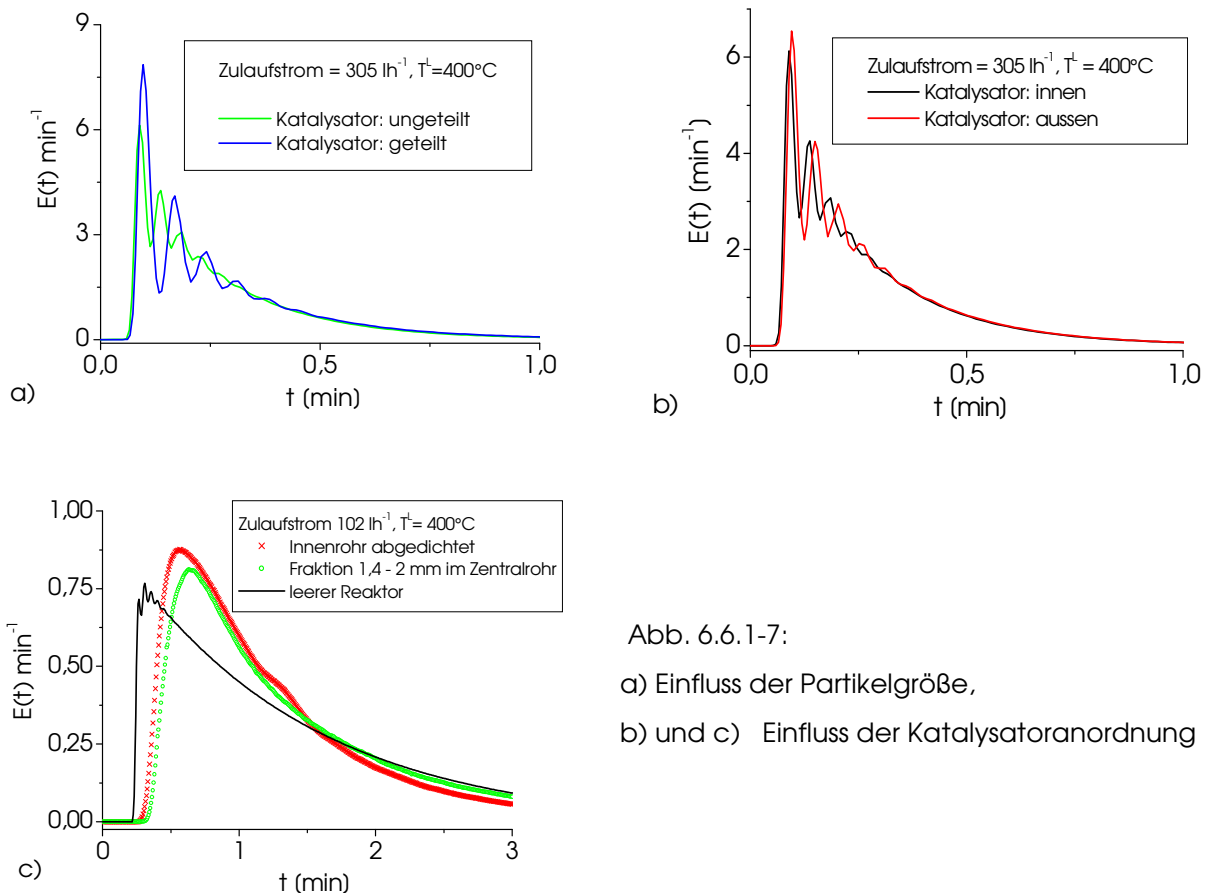 9
6
3
0
E(t) min⁻¹
Zulaufstrom = 305 lh⁻¹, Tᴸ=400°C
Katalysator: ungeteilt
Katalysator: geteilt
0,0
0,5
1,0
t (min)
a)
6
4
2
0
E(t) (min⁻¹)
Zulaufstrom = 305 lh⁻¹, Tᴸ = 400°C
Katalysator: innen
Katalysator: aussen
0,0
0,5
1,0
t (min)
b)
1,00
0,75
0,50
0,25
0,00
E(t) min⁻¹
Zulaufstrom 102 lh⁻¹, Tᴸ= 400°C
Innenrohr abgedichtet
Fraktion 1,4 - 2 mm im Zentralrohr
leerer Reaktor
0
1
2
3
t (min)
c)
Abb. 6.6.1-7:
a) Einfluss der Partikelgröße,
b) und c) Einfluss der Katalysatoranordnung